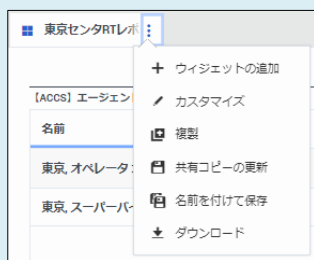 東京センタRTレポ
ウィジェットの追加
【ACCS】エージェン
カスタマイズ
名前
複製
東京, オペレータ
共有コピーの更新
東京, スーパーバイ
名前を付けて保存
ダウンロード